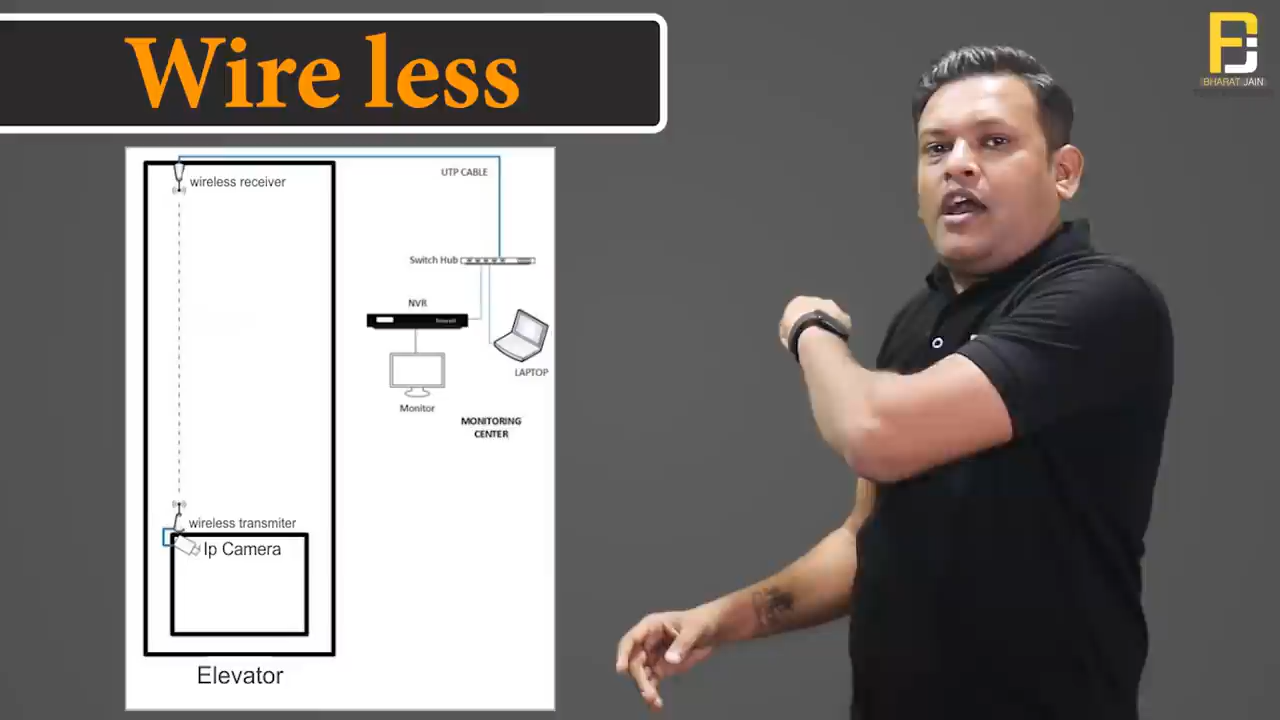 Wire less
BHARAT JAIN
wireless receiver
UTP CABLE
Switch Hub
NVR
LAPTOP
Monitor
MONITORING
CENTER
wireless transmiter
Ip Camera
Elevator